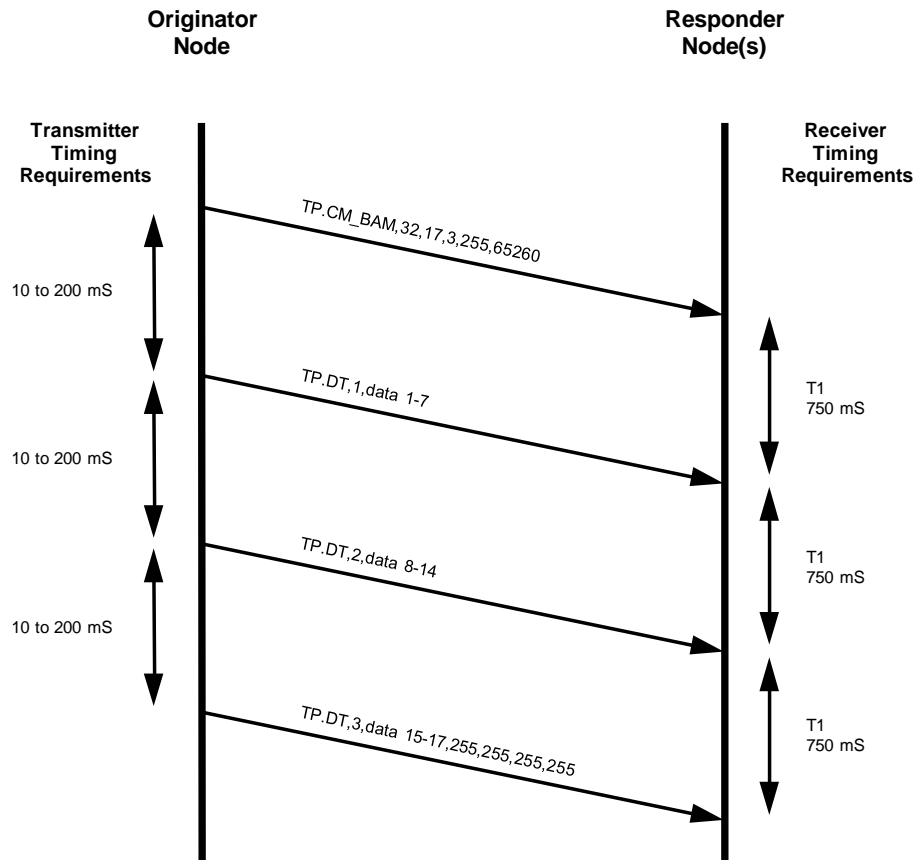 Originator
Node
Responder
Node(s)
Transmitter
Timing
Requirements
Receiver
Timing
Requirements
TP.CM_BAM,32,17,3,255,65260
10 to 200 mS
T1
750 mS
TP.DT,1,data 1-7
10 to 200 mS
T1
750 mS
TP.DT,2,data 8-14
10 to 200 mS
T1
750 mS
TP.DT,3,data 15-17,255,255,255,255